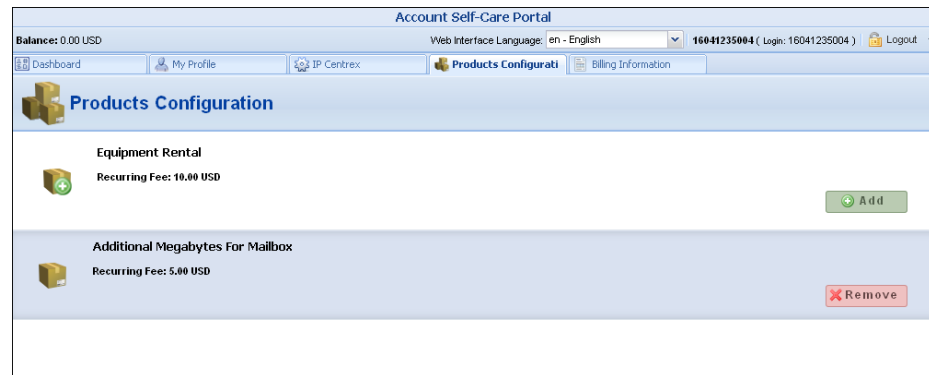 Account Self-Care Portal
Balance: 0.00 USD Web Interface Language: en - English 16041235004 ( Login: 16041235004 ) Logout
Dashboard My Profile IP Centrex Products Configurati Billing Information
Products Configuration
Equipment Rental
Recurring Fee: 10.00 USD
Add
Additional Megabytes For Mailbox
Recurring Fee: 5.00 USD
Remove